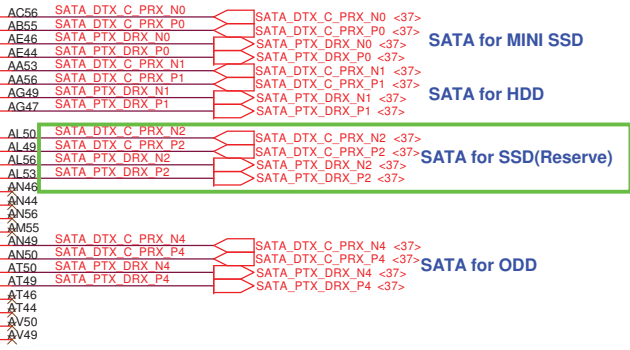 AC56 SATA_DTX_C_PRX_N0 SATA_DTX_C_PRX_N0 <37>
AB55 SATA_DTX_C_PRX_P0 SATA_DTX_C_PRX_P0 <37>
AE46 SATA_PTX_DRX_N0 SATA_PTX_DRX_N0 <37> SATA for MINI SSD
AE44 SATA_PTX_DRX_P0 SATA_PTX_DRX_P0 <37>
AA53 SATA_DTX_C_PRX_N1 SATA_DTX_C_PRX_N1 <37>
AA56 SATA_DTX_C_PRX_P1 SATA_DTX_C_PRX_P1 <37>
AG49 SATA_PTX_DRX_N1 SATA_PTX_DRX_N1 <37> SATA for HDD
AG47 SATA_PTX_DRX_P1 SATA_PTX_DRX_P1 <37>
AL50 SATA_DTX_C_PRX_N2 SATA_DTX_C_PRX_N2 <37>
AL49 SATA_DTX_C_PRX_P2 SATA_DTX_C_PRX_P2 <37> SATA for SSD(Reserve)
AL56 SATA_PTX_DRX_N2 SATA_PTX_DRX_N2 <37>
AL53 SATA_PTX_DRX_P2 SATA_PTX_DRX_P2 <37>
AN46
AN44
AN56
AM55
AN49 SATA_DTX_C_PRX_N4 SATA_DTX_C_PRX_N4 <37>
AN50 SATA_DTX_C_PRX_P4 SATA_DTX_C_PRX_P4 <37> SATA for ODD
AT50 SATA_PTX_DRX_N4 SATA_PTX_DRX_N4 <37>
AT49 SATA_PTX_DRX_P4 SATA_PTX_DRX_P4 <37>
AT46
AT44
AV50
AV49